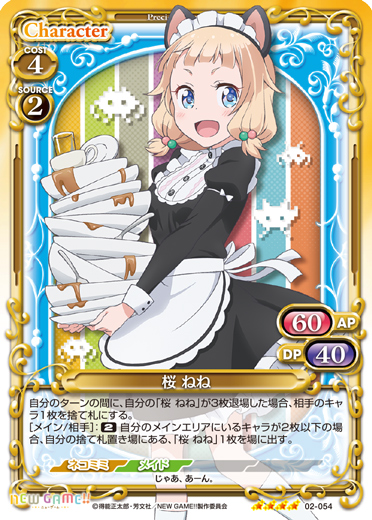 Preci
Character
COST
4
SOURCE
2
60 AP
DP 40
桜 ねね
自分のターンの間に、自分の「桜 ねね」が3枚退場した場合、相手のキャ
ラ1枚を捨て札にする。
[メイン/相手]:2 自分のメインエリアにいるキャラが2枚以下の場
合、自分の捨て札置き場にある、「桜 ねね」1枚を場に出す。
ネコミミ メイド
じゃあ、あーん。
NEW GAME!!
©得能正太郎・芳文社/NEW GAME!!製作委員会 02-054